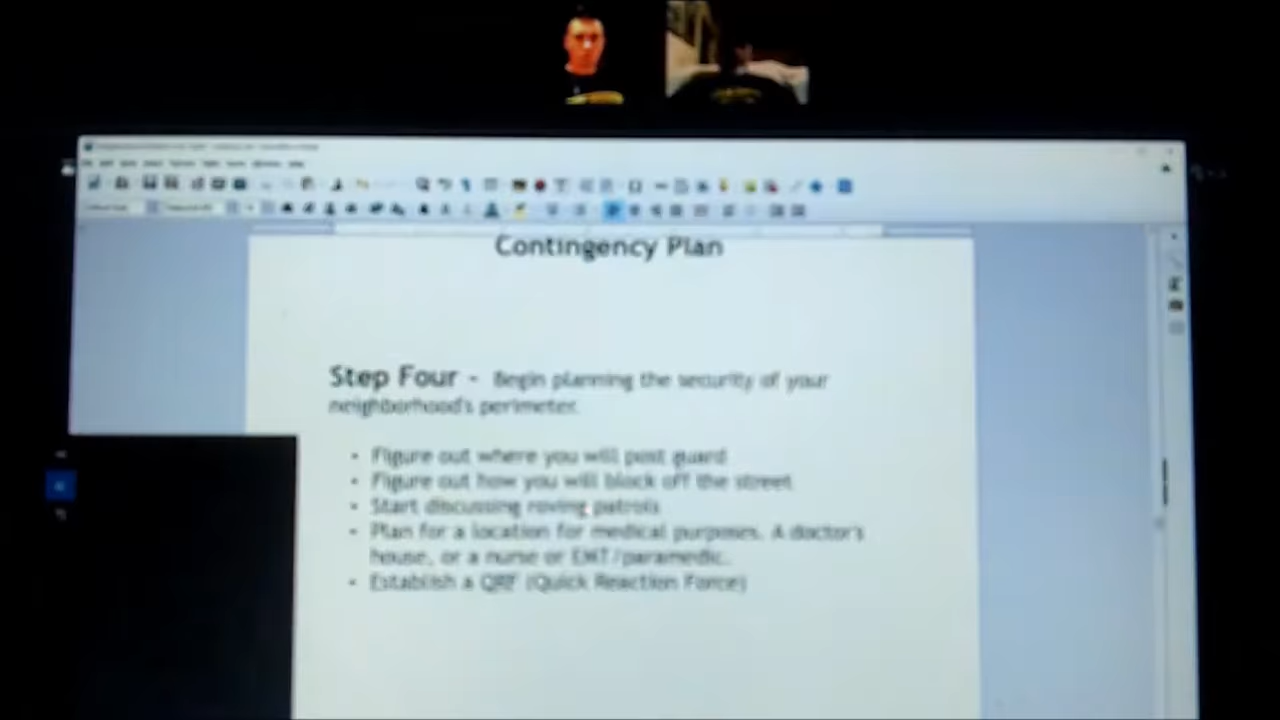 Contingency Plan
Step Four - Begin planning the security of your
neighborhood's perimeter.
• Figure out where you will post guard
• Figure out how you will block off the street
• Start discussing roving patrols
• Plan for a location for medical purposes. A doctor's
house, or a nurse or EMT/paramedic.
• Establish a QRF (Quick Reaction Force)